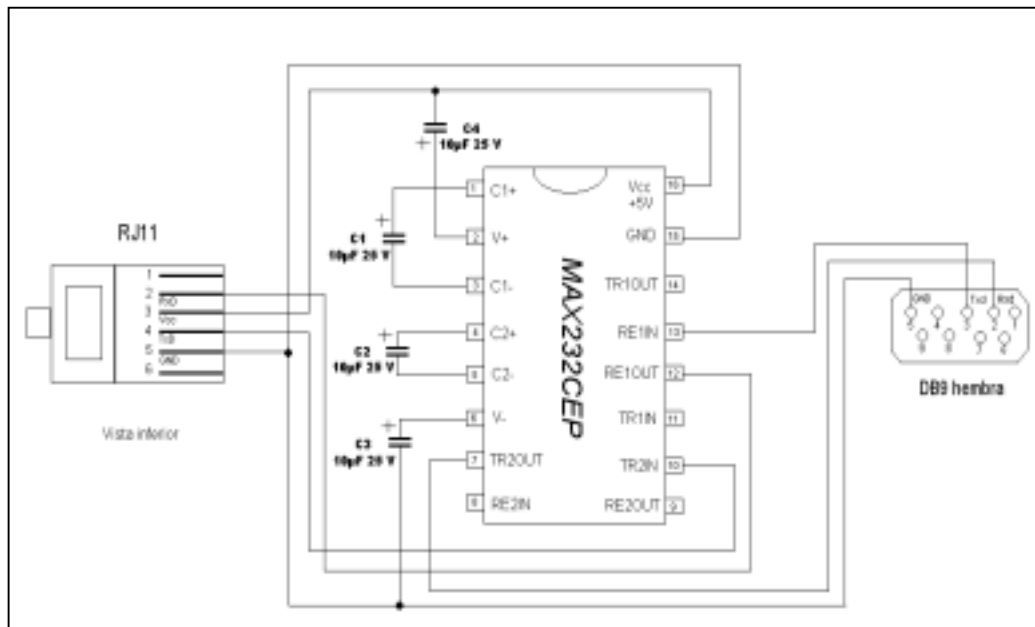 C4
10µF 25 V
RJ11
1
2
RxD
3
Vcc
4
TxD
5
GND
6
Vista inferior
C1
10µF 25 V
C2
10µF 25 V
C3
10µF 25 V
MAX232CEP
1 C1+
2 V+
3 C1-
C2+
C2-
V-
7 TR2OUT
8 RE2IN
16 Vcc
+5V
15 GND
14 TR1OUT
13 RE1IN
12 RE1OUT
11 TR1IN
10 TR2IN
9 RE2OUT
GND TxD RxD
5 4 3 2 1
9 8 7 6
DB9 hembra